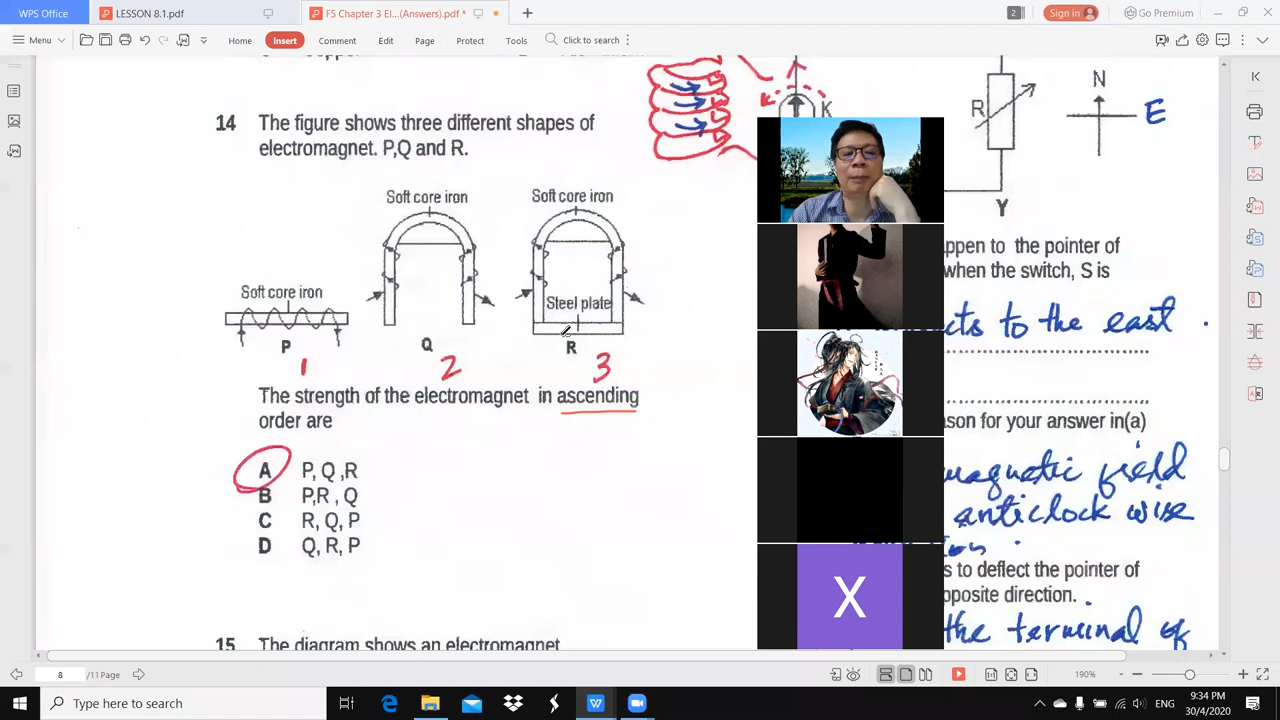 WPS Office
LESSON 8.1.pdf
A
F5 Chapter 3 El...(Answers).pdf *
+
2
Sign in
Go Premium
Menu
Home
Insert
Comment
Edit
Page
Protect
Tools
Click to search
14 The figure shows three different shapes of
electromagnet. P,Q and R.
Soft core iron
Soft core iron
Soft core iron
Steel plate
P
Q
R
1
2
3
The strength of the electromagnet in ascending
order are
A P, Q ,R
B P,R , Q
C R, Q, P
D Q, R, P
15 The diagram shows an electromagnet
K
R
N
E
Y
appen to the pointer of
when the switch, S is
to the east .
ason for your answer in(a)
magnetic field
anticlock wise
s to deflect the pointer of
pposite direction.
the terminal of
X
8 / 11 Page
190%
Type here to search
ENG
9:34 PM
30/4/2020